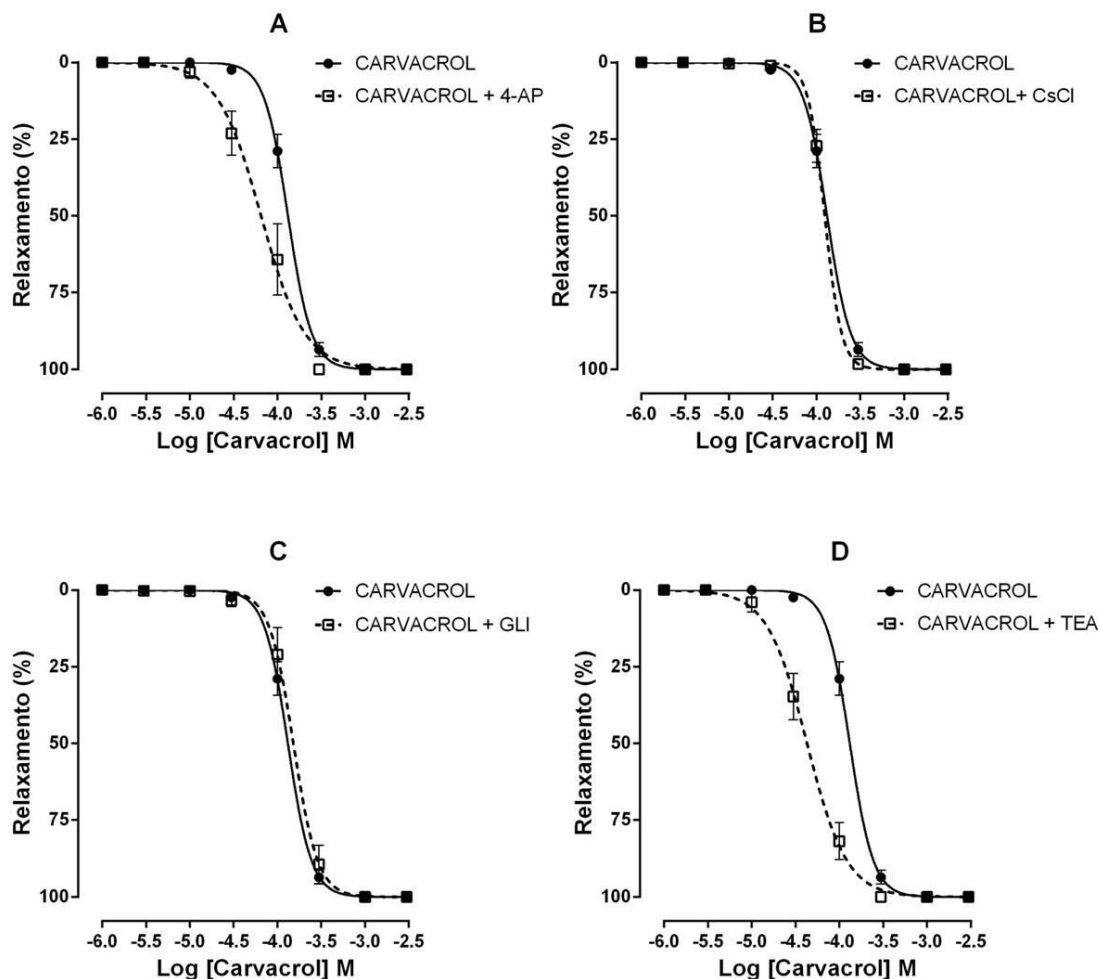 A
CARVACROL
CARVACROL + 4-AP
Relaxamento (%)
0
25
50
75
100
-6.0 -5.5 -5.0 -4.5 -4.0 -3.5 -3.0 -2.5
Log [Carvacrol] M
B
CARVACROL
CARVACROL+ CsCl
Relaxamento (%)
0
25
50
75
100
-6.0 -5.5 -5.0 -4.5 -4.0 -3.5 -3.0 -2.5
Log [Carvacrol] M
C
CARVACROL
CARVACROL + GLI
Relaxamento (%)
0
25
50
75
100
-6.0 -5.5 -5.0 -4.5 -4.0 -3.5 -3.0 -2.5
Log [Carvacrol] M
D
CARVACROL
CARVACROL + TEA
Relaxamento (%)
0
25
50
75
100
-6.0 -5.5 -5.0 -4.5 -4.0 -3.5 -3.0 -2.5
Log [Carvacrol] M